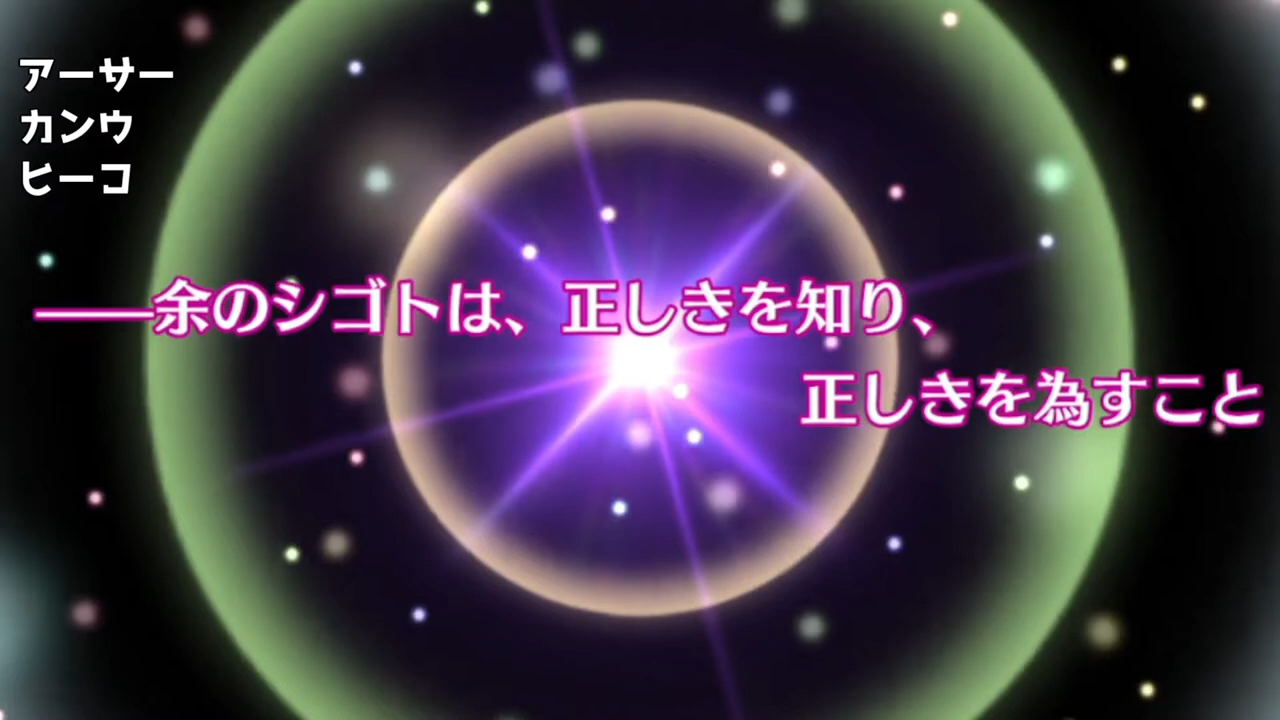 アーサー
カンウ
ヒーコ
――余のシゴトは、正しきを知り、
正しきを為すこと